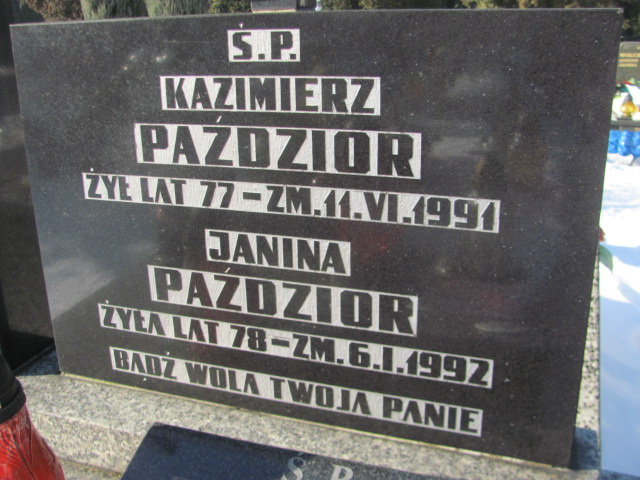 Ś.P.
KAZIMIERZ
PAŹDZIOR
ŻYŁ LAT 77-ZM.11.VI.1991
JANINA
PAŹDZIOR
ŻYŁA LAT 78-ZM.6.I.1992
BĄDŹ WOLA TWOJA PANIE
Ś.P.